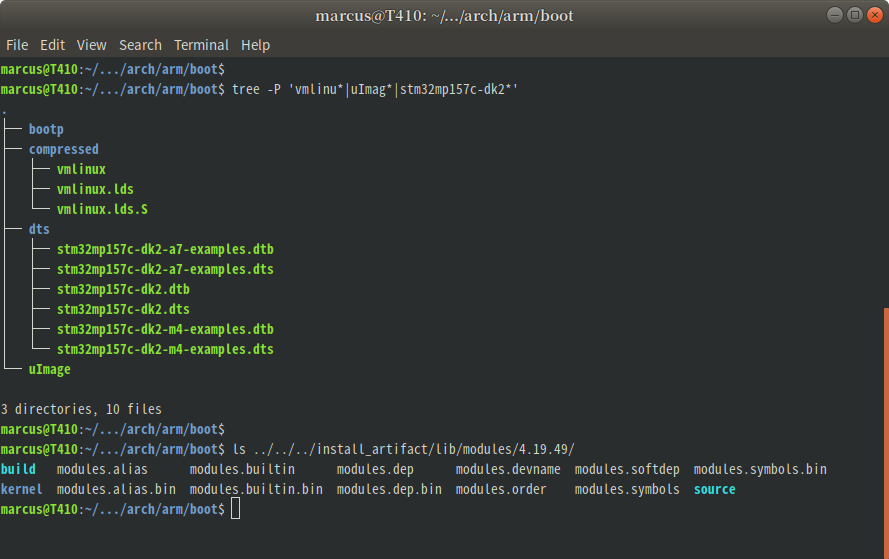 marcus@T410: ~/.../arch/arm/boot
File Edit View Search Terminal Help
marcus@T410:~/.../arch/arm/boot$
marcus@T410:~/.../arch/arm/boot$ tree -P 'vmlinu*|uImag*|stm32mp157c-dk2*'
.
├── bootp
├── compressed
│   ├── vmlinux
│   ├── vmlinux.lds
│   └── vmlinux.lds.S
├── dts
│   ├── stm32mp157c-dk2-a7-examples.dtb
│   ├── stm32mp157c-dk2-a7-examples.dts
│   ├── stm32mp157c-dk2.dtb
│   ├── stm32mp157c-dk2.dts
│   ├── stm32mp157c-dk2-m4-examples.dtb
│   └── stm32mp157c-dk2-m4-examples.dts
└── uImage
3 directories, 10 files
marcus@T410:~/.../arch/arm/boot$
marcus@T410:~/.../arch/arm/boot$ ls ../../../install_artifact/lib/modules/4.19.49/
build modules.alias modules.builtin modules.dep modules.devname modules.softdep modules.symbols.bin
kernel modules.alias.bin modules.builtin.bin modules.dep.bin modules.order modules.symbols source
marcus@T410:~/.../arch/arm/boot$